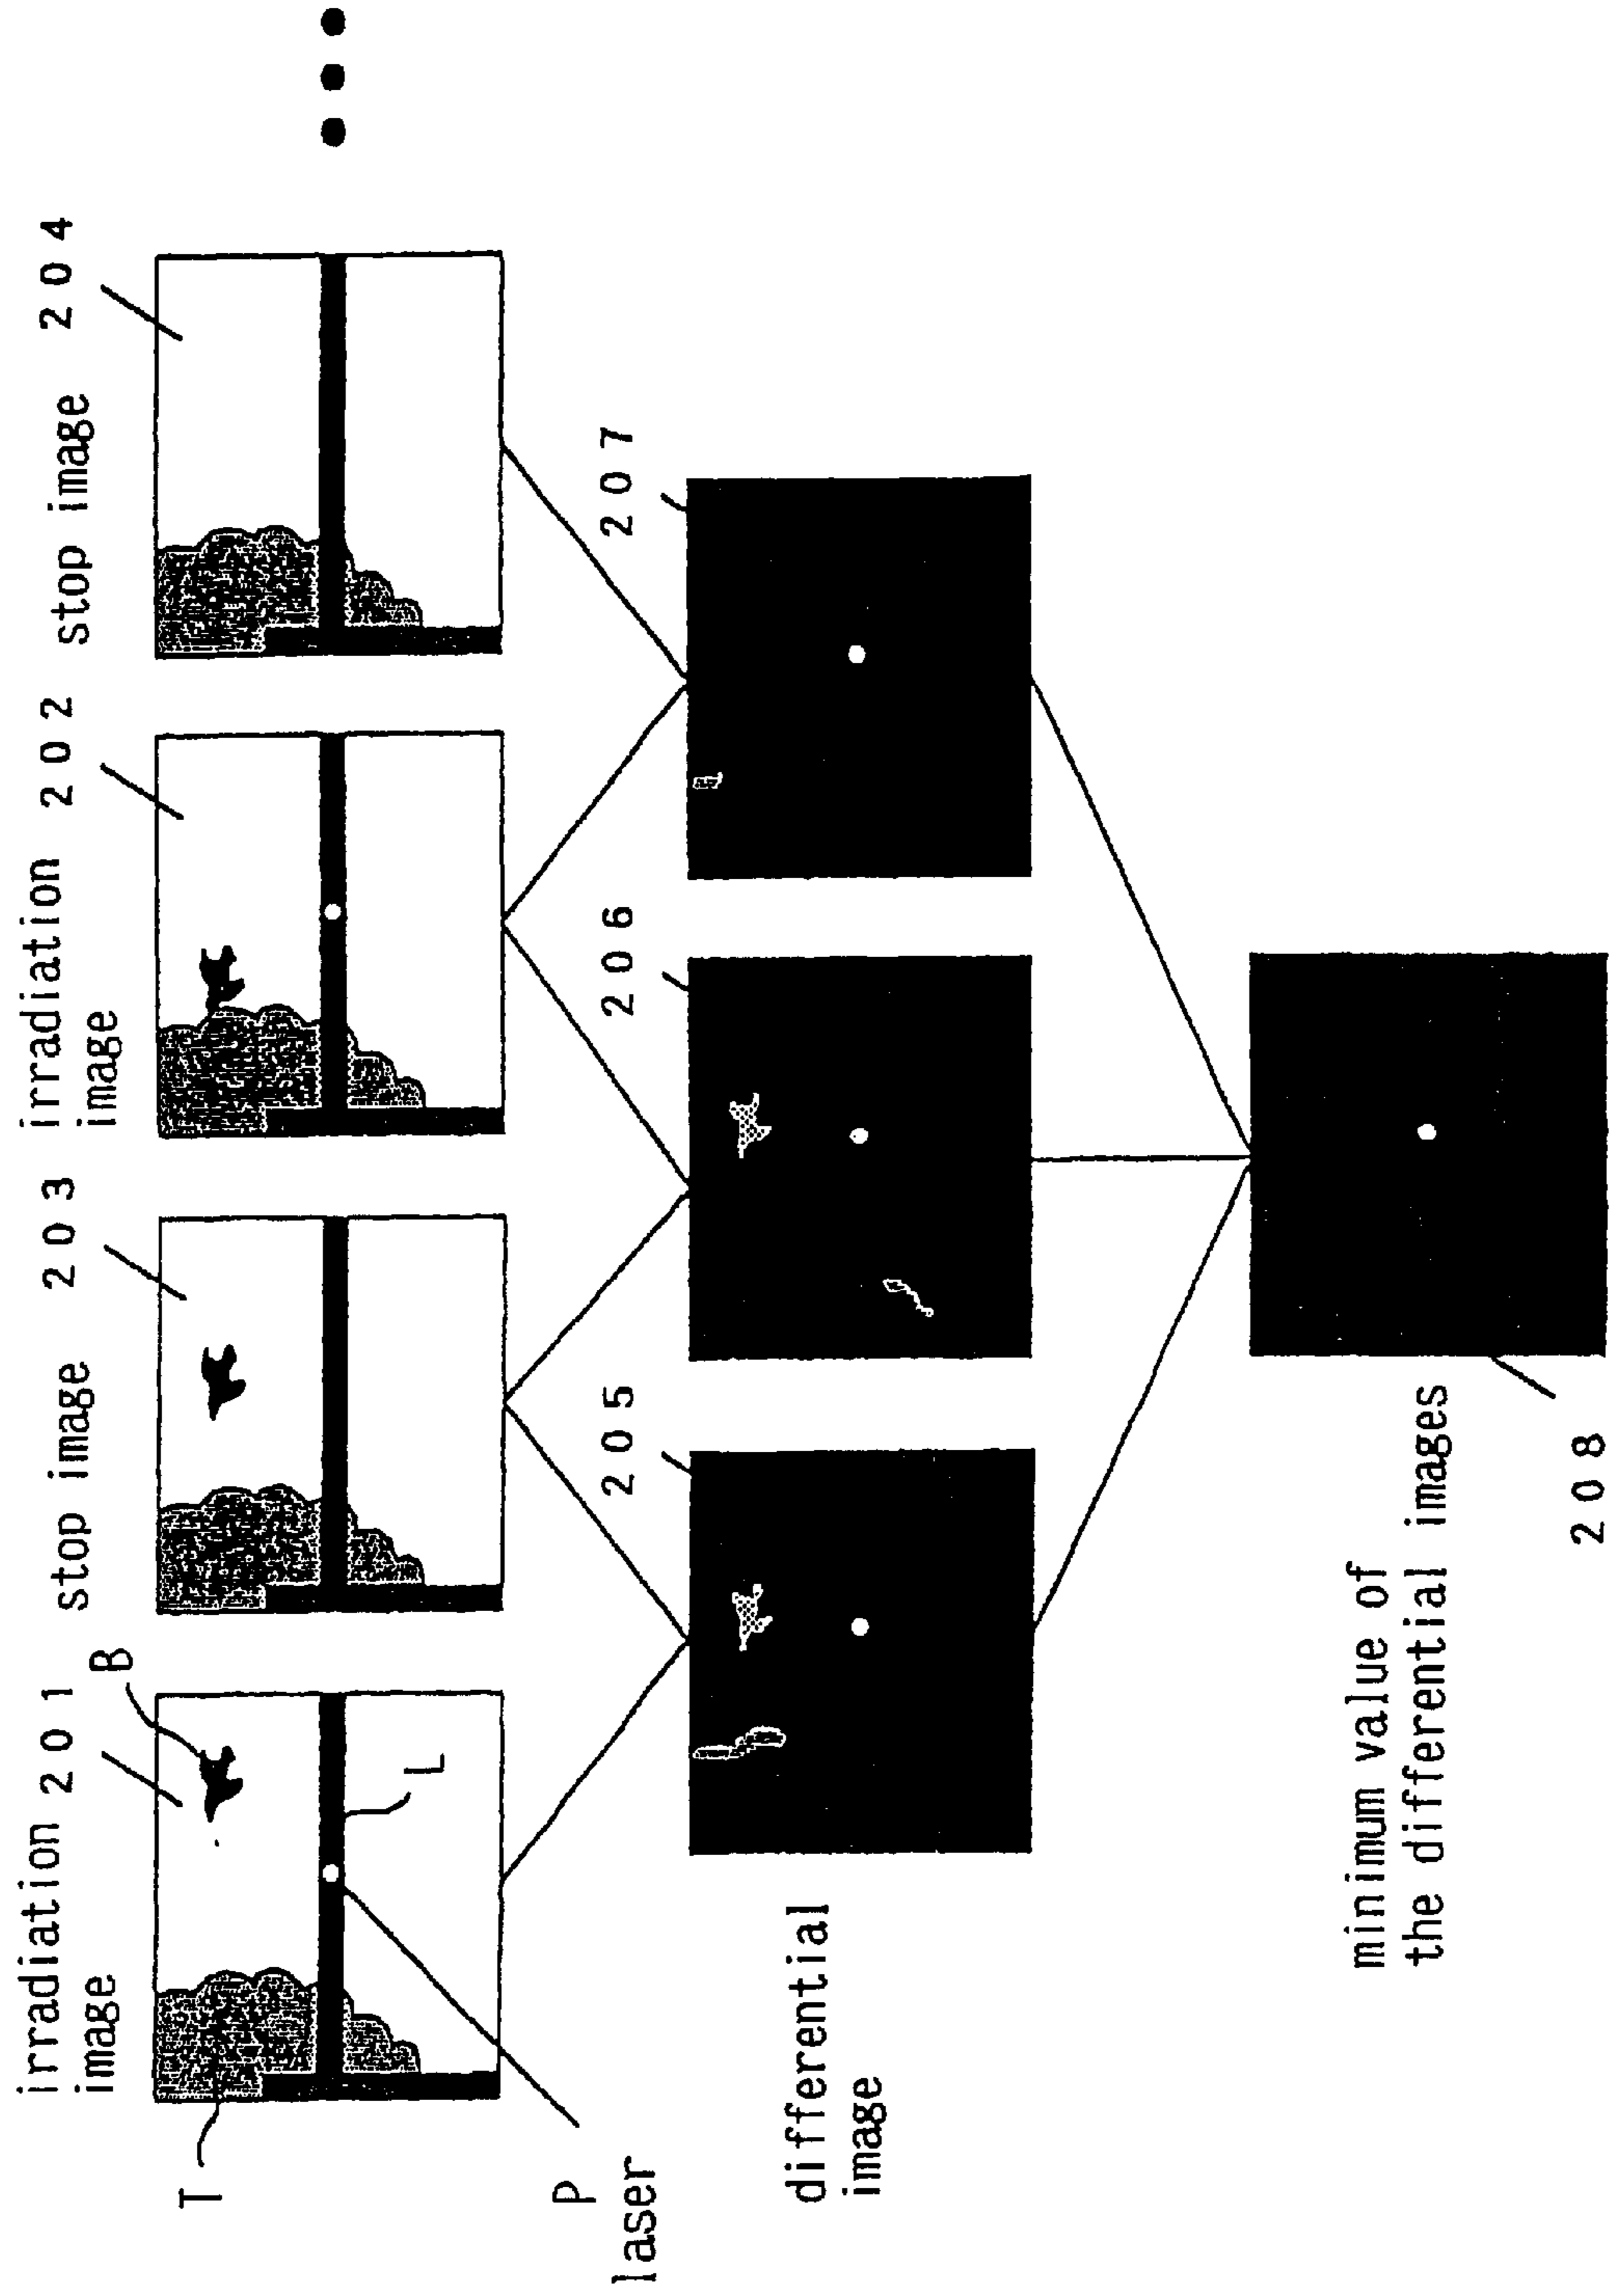 irradiation 201
image
stop image 203
irradiation 202
image
stop image 204
B
T
L
P
laser
differential
image
205
206
207
minimum value of
the differential images
208